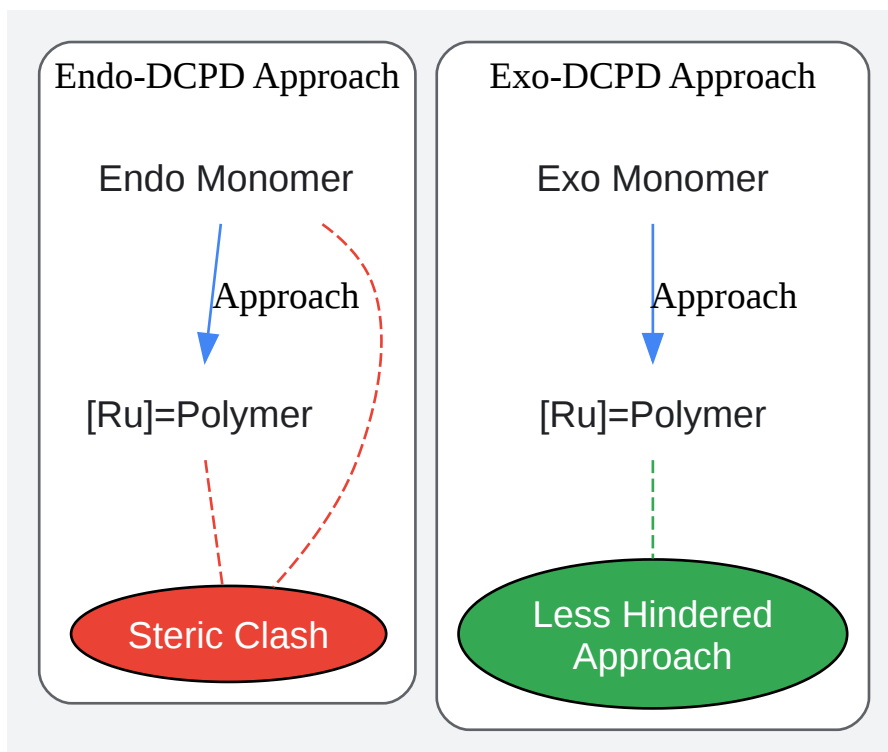 Endo-DCPD Approach
Endo Monomer
Approach
[Ru]=Polymer
Steric Clash
Exo-DCPD Approach
Exo Monomer
Approach
[Ru]=Polymer
Less Hindered
Approach